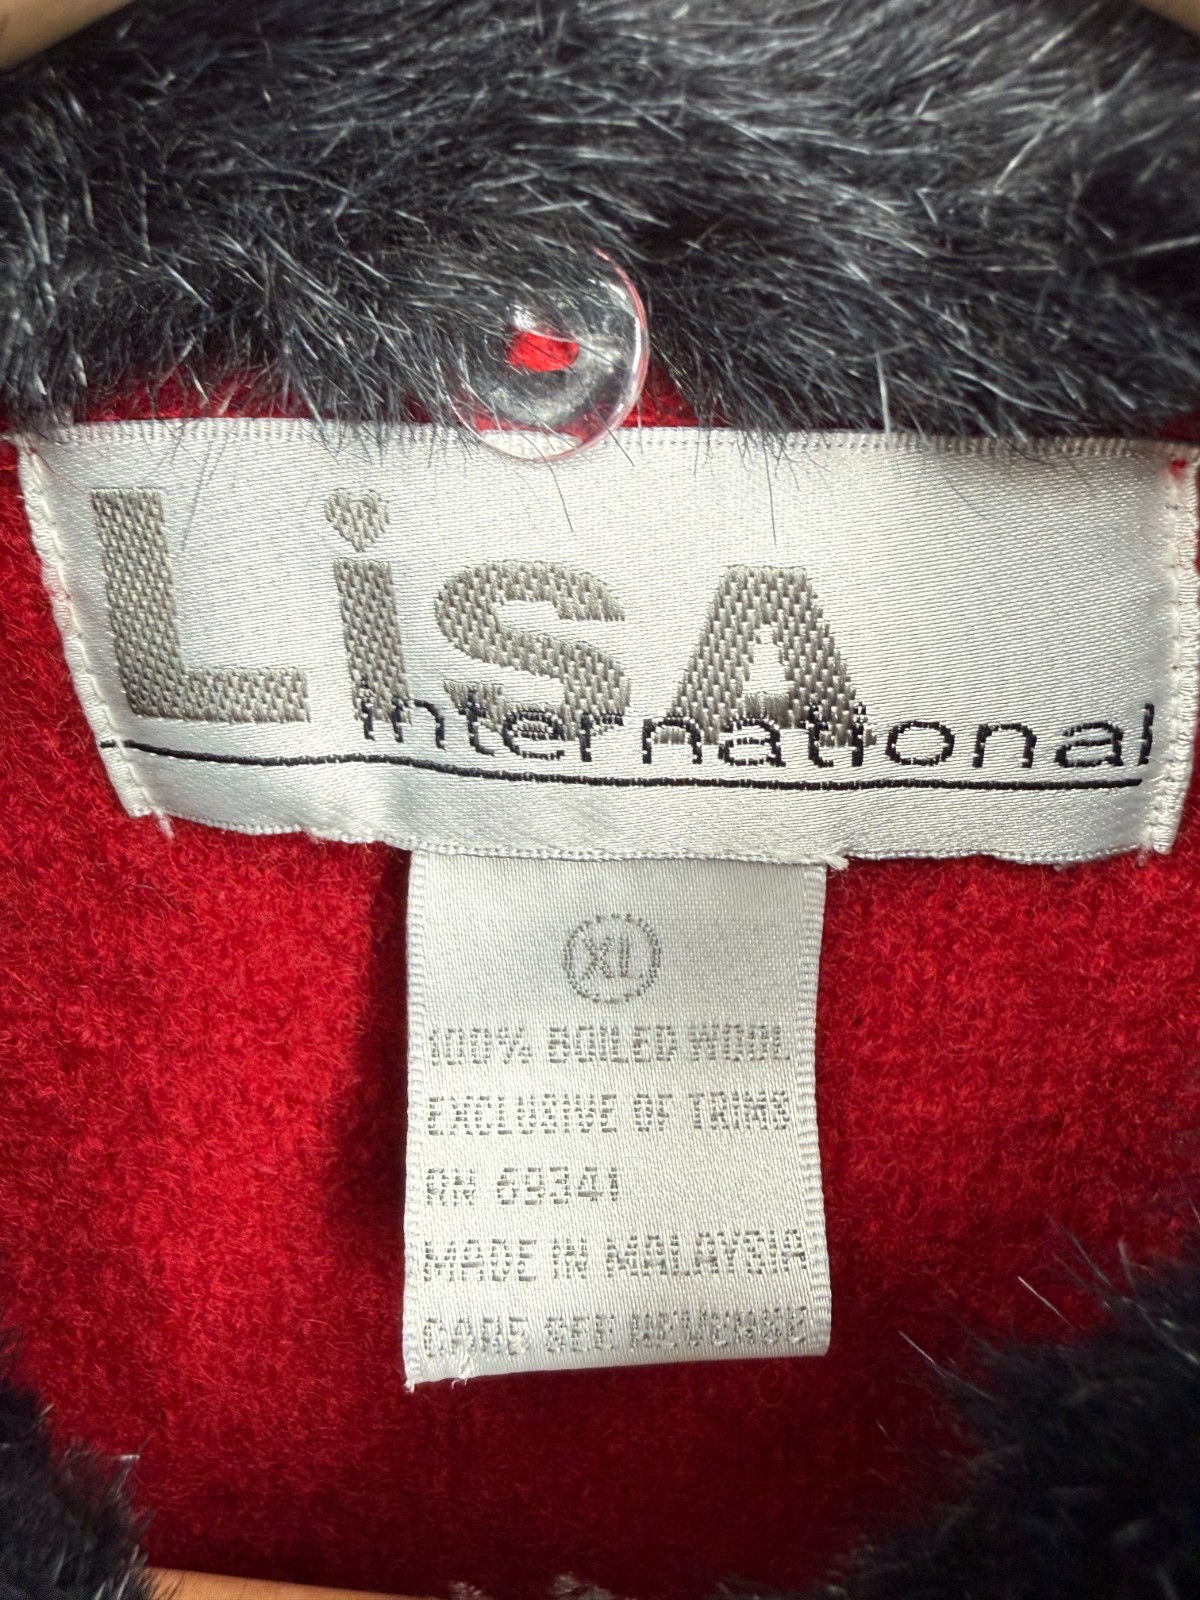 LiSA
international
XL
100% BOILED WOOL
EXCLUSIVE OF TRIMS
RN 69341
MADE IN MALAYSIA
CARE SEE REVERSE